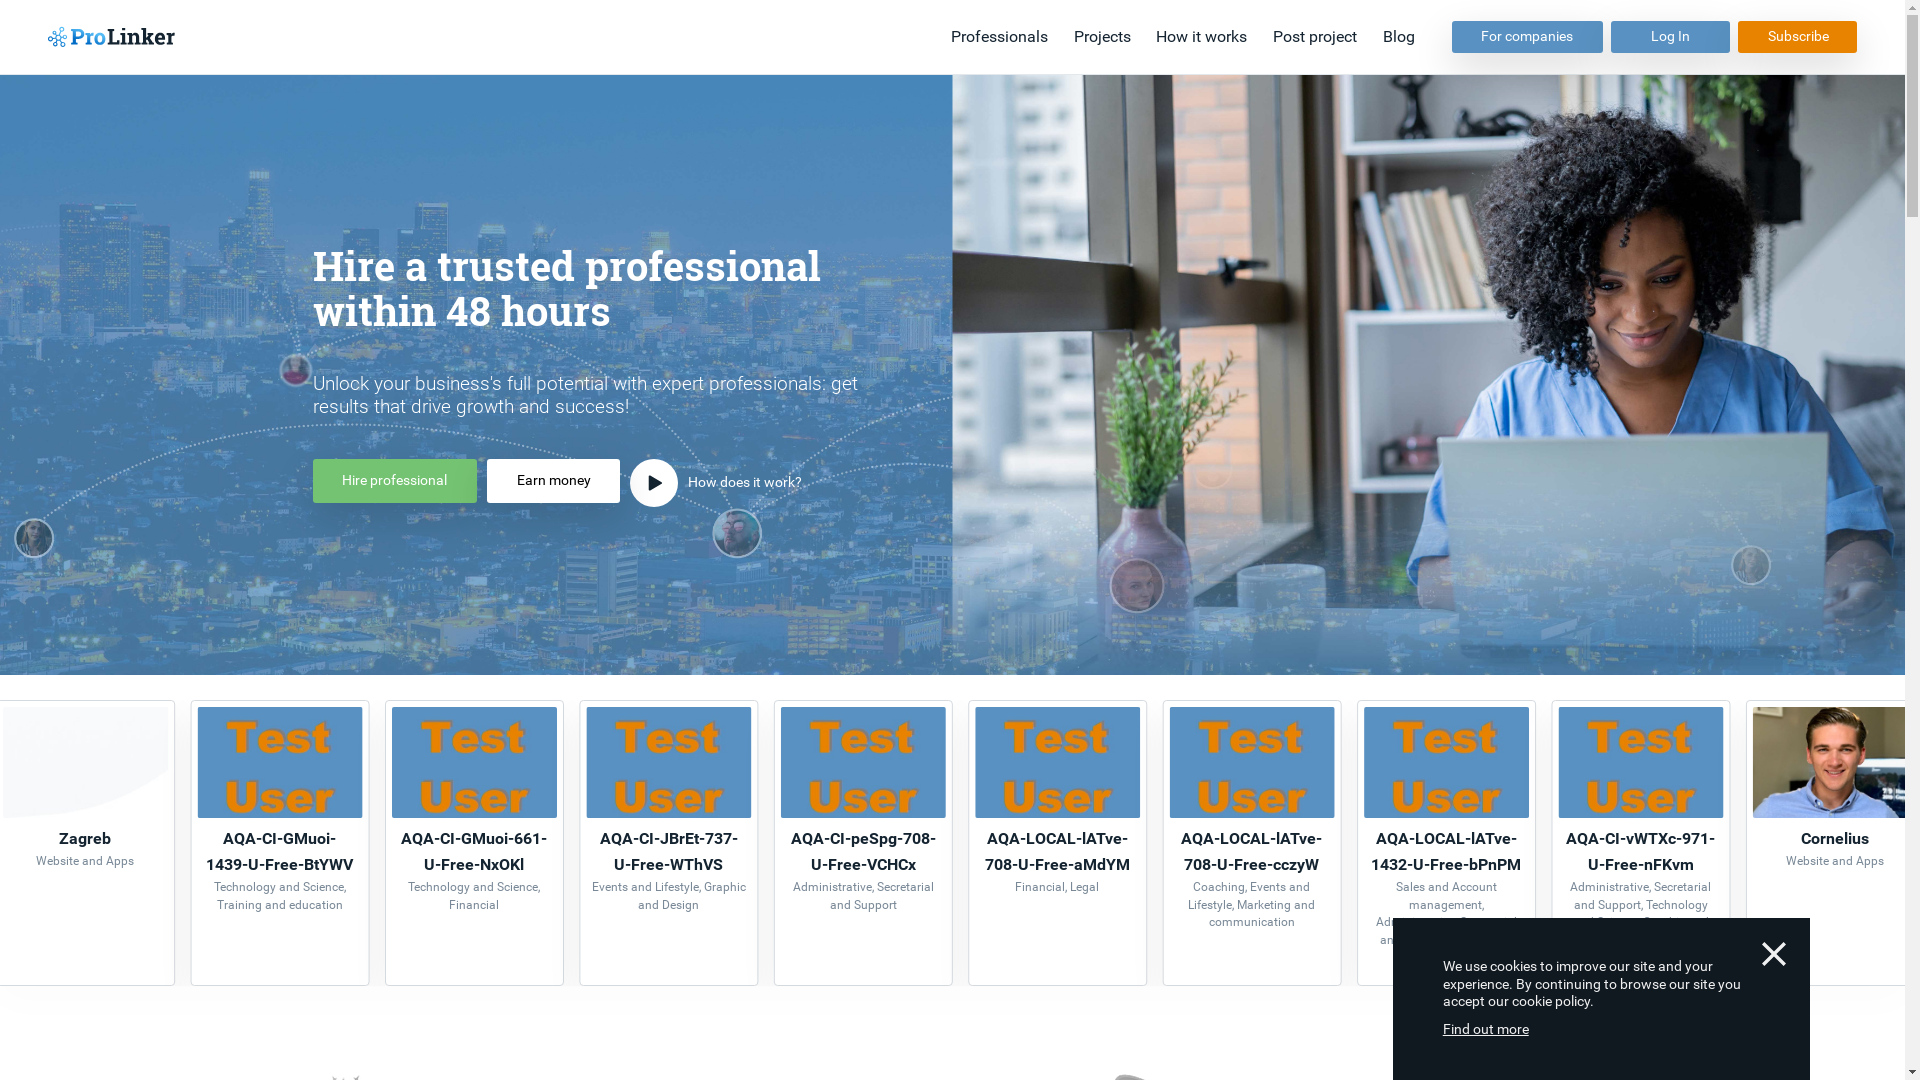 ProLinker
Professionals
Projects
How it works
Post project
Blog
For companies
Log In
Subscribe
Hire a trusted professional
within 48 hours
Unlock your business's full potential with expert professionals: get
results that drive growth and success!
Hire professional
Earn money
How does it work?
Zagreb
Website and Apps
Test
User
AQA-CI-GMuoi-
1439-U-Free-BtYWV
Technology and Science,
Training and education
Test
User
AQA-CI-GMuoi-661-
U-Free-NxOKl
Technology and Science,
Financial
Test
User
AQA-CI-JBrEt-737-
U-Free-WThVS
Events and Lifestyle, Graphic
and Design
Test
User
AQA-CI-peSpg-708-
U-Free-VCHCx
Administrative, Secretarial
and Support
Test
User
AQA-LOCAL-lATve-
708-U-Free-aMdYM
Financial, Legal
Test
User
AQA-LOCAL-lATve-
708-U-Free-cczyW
Coaching, Events and
Lifestyle, Marketing and
communication
Test
User
AQA-LOCAL-lATve-
1432-U-Free-bPnPM
Sales and Account
management,
Test
User
AQA-CI-vWTXc-971-
U-Free-nFKvm
Administrative, Secretarial
and Support, Technology
Cornelius
Website and Apps
We use cookies to improve our site and your
experience. By continuing to browse our site you
accept our cookie policy.
Find out more